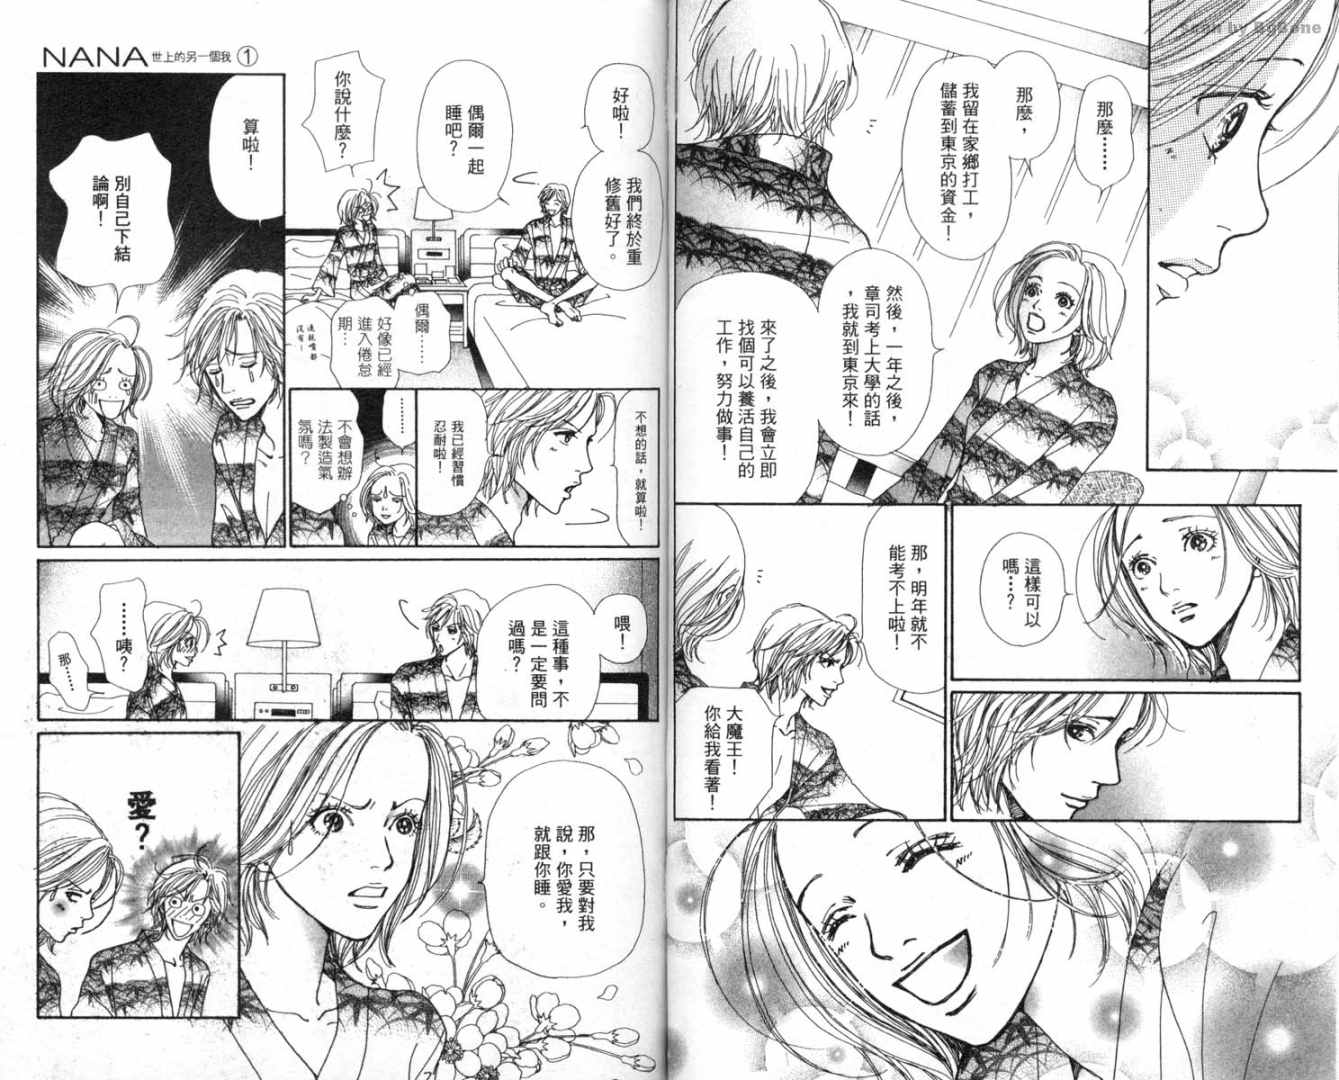 Scan by BgBone
那麼……
那麼，
我留在家鄉打工，
儲蓄到東京的資金！
然後，一年之後，
章司考上大學的話
，我就到東京來！
來了之後，我會立即
找個可以養活自己的
工作，努力做事！
這樣可以
嗎…？
那，明年就不
能考不上啦！
大魔王！
你給我看著！
NANA 世上的另一個我 ①
好啦！
我們終於重
修舊好了。
偶爾一起
睡吧？
你說什麼？
偶爾……
好像已經
進入倦怠
期…
連親嘴都
沒有～
算啦！
別自己下結
論啊！
不想的話，就算啦！
我已經習慣
忍耐啦！
………
不會想辦
法製造氣
氛嗎？
喂！
這種事，不
是一定要問
過嗎？
……咦？
那……
那，只要對我
說，你愛我，
就跟你睡。
愛？